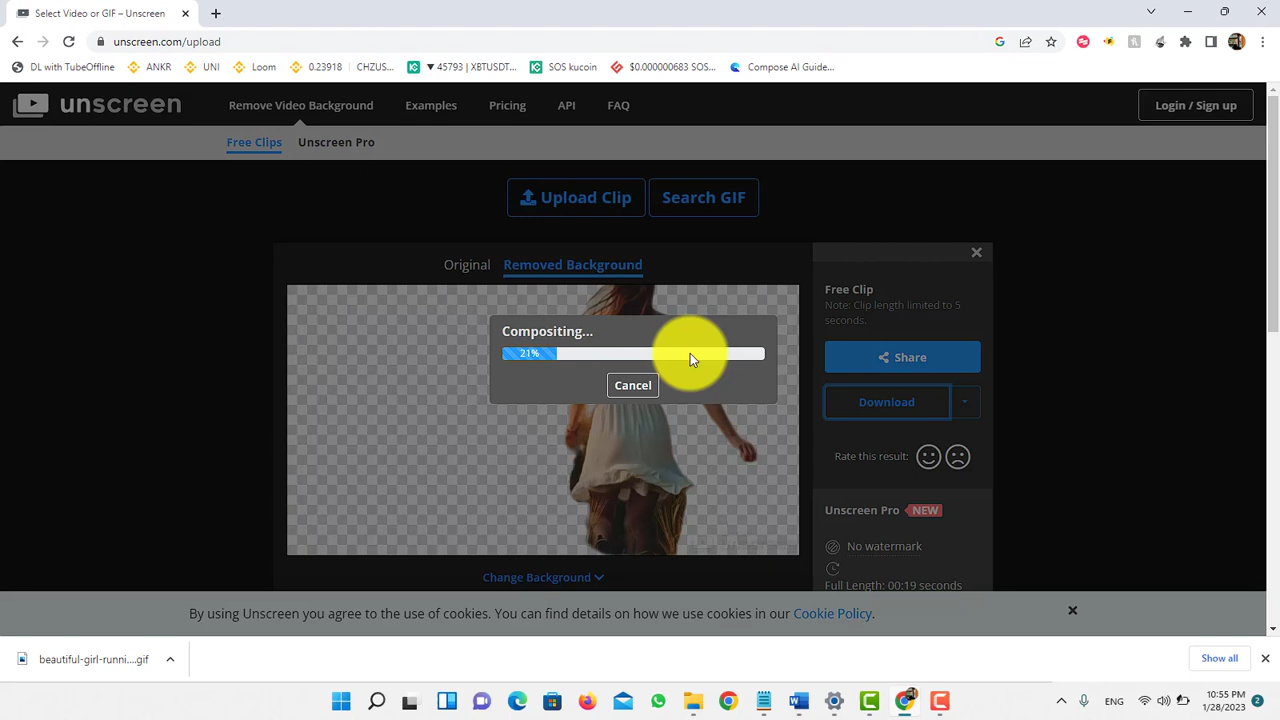 Select Video or GIF – Unscreen
unscreen.com/upload
DL with TubeOffline
ANKR
UNI
Loom
0.23918
CHZUS...
▼45793 | XBTUSDT...
SOS kucoin
$0.000000683 SOS...
Compose AI Guide...
unscreen
Remove Video Background
Examples
Pricing
API
FAQ
Login / Sign up
Free Clips
Unscreen Pro
Upload Clip
Search GIF
Original
Removed Background
Compositing...
21%
Cancel
Free Clip
Note: Clip length limited to 5
seconds.
Share
Download
Rate this result:
Unscreen Pro NEW
No watermark
Full Length: 00:19 seconds
Change Background
By using Unscreen you agree to the use of cookies. You can find details on how we use cookies in our Cookie Policy.
beautiful-girl-runni....gif
Show all
ENG
10:55 PM
1/28/2023
2